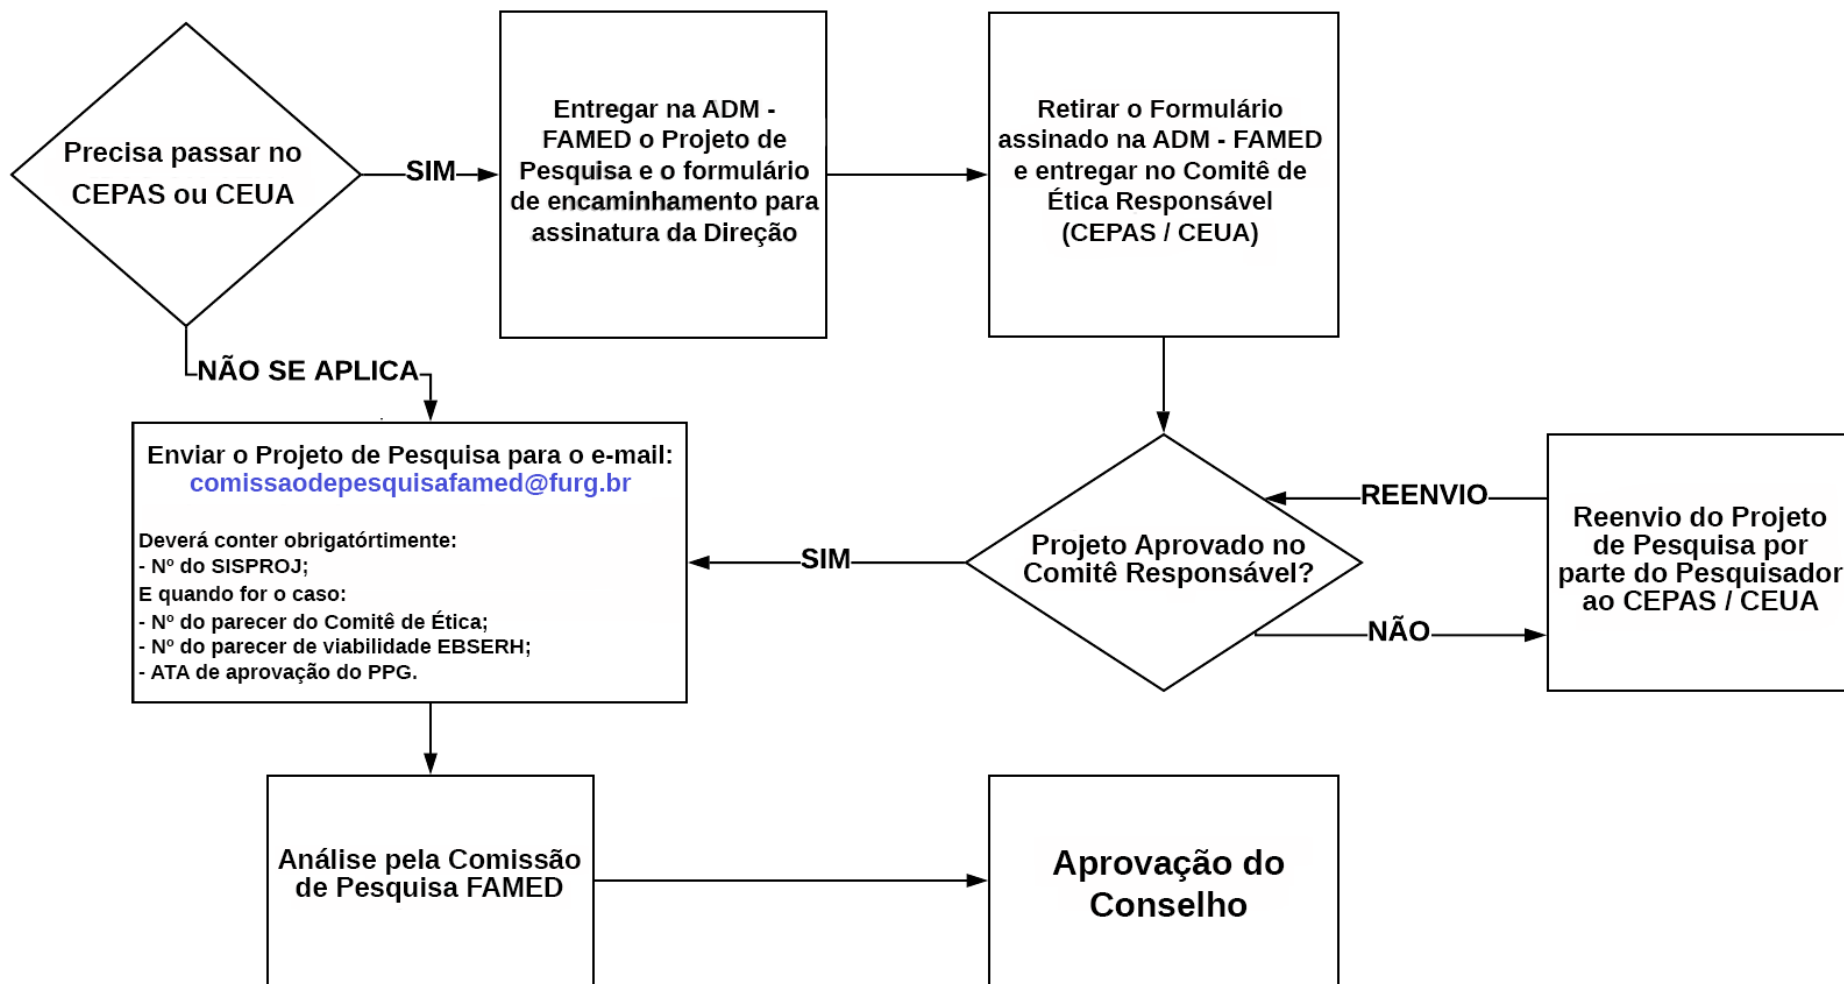 Precisa passar no
CEPAS ou CEUA
SIM
Entregar na ADM -
FAMED o Projeto de
Pesquisa e o formulário
de encaminhamento para
assinatura da Direção
Retirar o Formulário
assinado na ADM - FAMED
e entregar no Comitê de
Ética Responsável
(CEPAS / CEUA)
NÃO SE APLICA
Enviar o Projeto de Pesquisa para o e-mail:
comissaodepesquisafamed@furg.br
Deverá conter obrigatórtimente:
- Nº do SISPROJ;
E quando for o caso:
- Nº do parecer do Comitê de Ética;
- Nº do parecer de viabilidade EBSERH;
- ATA de aprovação do PPG.
SIM
Projeto Aprovado no
Comitê Responsável?
REENVIO
NÃO
Reenvio do Projeto
de Pesquisa por
parte do Pesquisador
ao CEPAS / CEUA
Análise pela Comissão
de Pesquisa FAMED
Aprovação do
Conselho